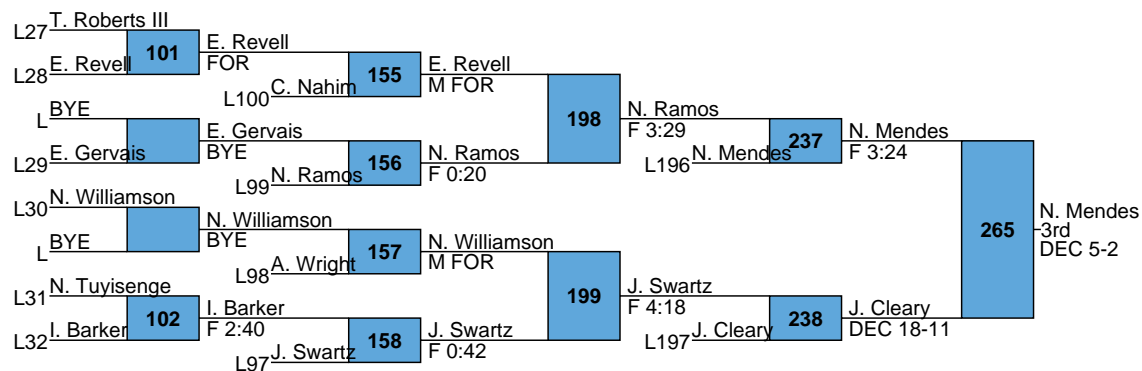 T. Roberts III
L27
101
E. Revell
FOR
E. Revell
L28
155
E. Revell
M FOR
C. Nahim
L100
BYE
L
198
N. Ramos
F 3:29
E. Gervais
BYE
E. Gervais
L29
156
N. Ramos
F 0:20
N. Ramos
L99
237
N. Mendes
F 3:24
N. Mendes
L196
N. Williamson
L30
N. Williamson
BYE
BYE
L
157
N. Williamson
M FOR
A. Wright
L98
265
N. Mendes
3rd
DEC 5-2
N. Tuyisenge
L31
199
J. Swartz
F 4:18
102
I. Barker
F 2:40
I. Barker
L32
158
J. Swartz
F 0:42
J. Swartz
L97
238
J. Cleary
DEC 18-11
J. Cleary
L197